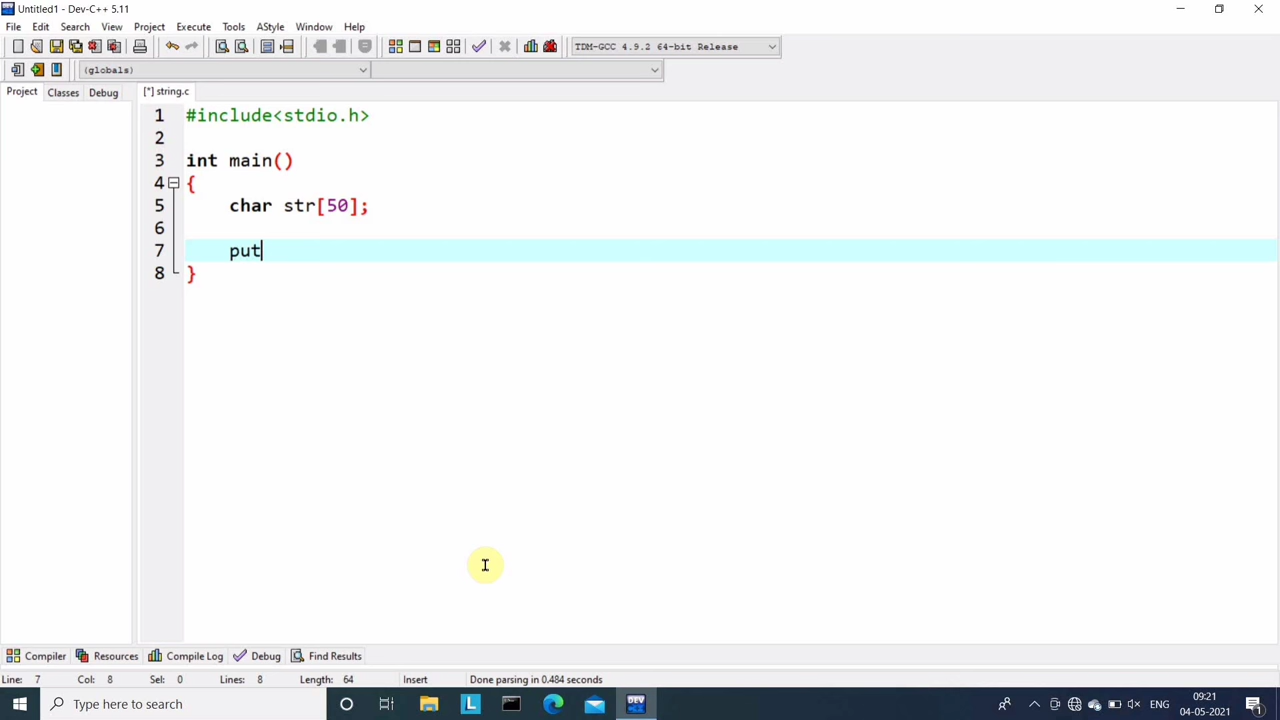 Untitled1 - Dev-C++ 5.11
File Edit Search View Project Execute Tools AStyle Window Help
TDM-GCC 4.9.2 64-bit Release
(globals)
Project Classes Debug [*] string.c
1 #include<stdio.h>
2
3 int main()
4 {
5 char str[50];
6
7 put
8 }
Compiler Resources Compile Log Debug Find Results
Line: 7 Col: 8 Sel: 0 Lines: 8 Length: 64 Insert Done parsing in 0.484 seconds
Type here to search
L
DEV
ENG
09:21
04-05-2021
1